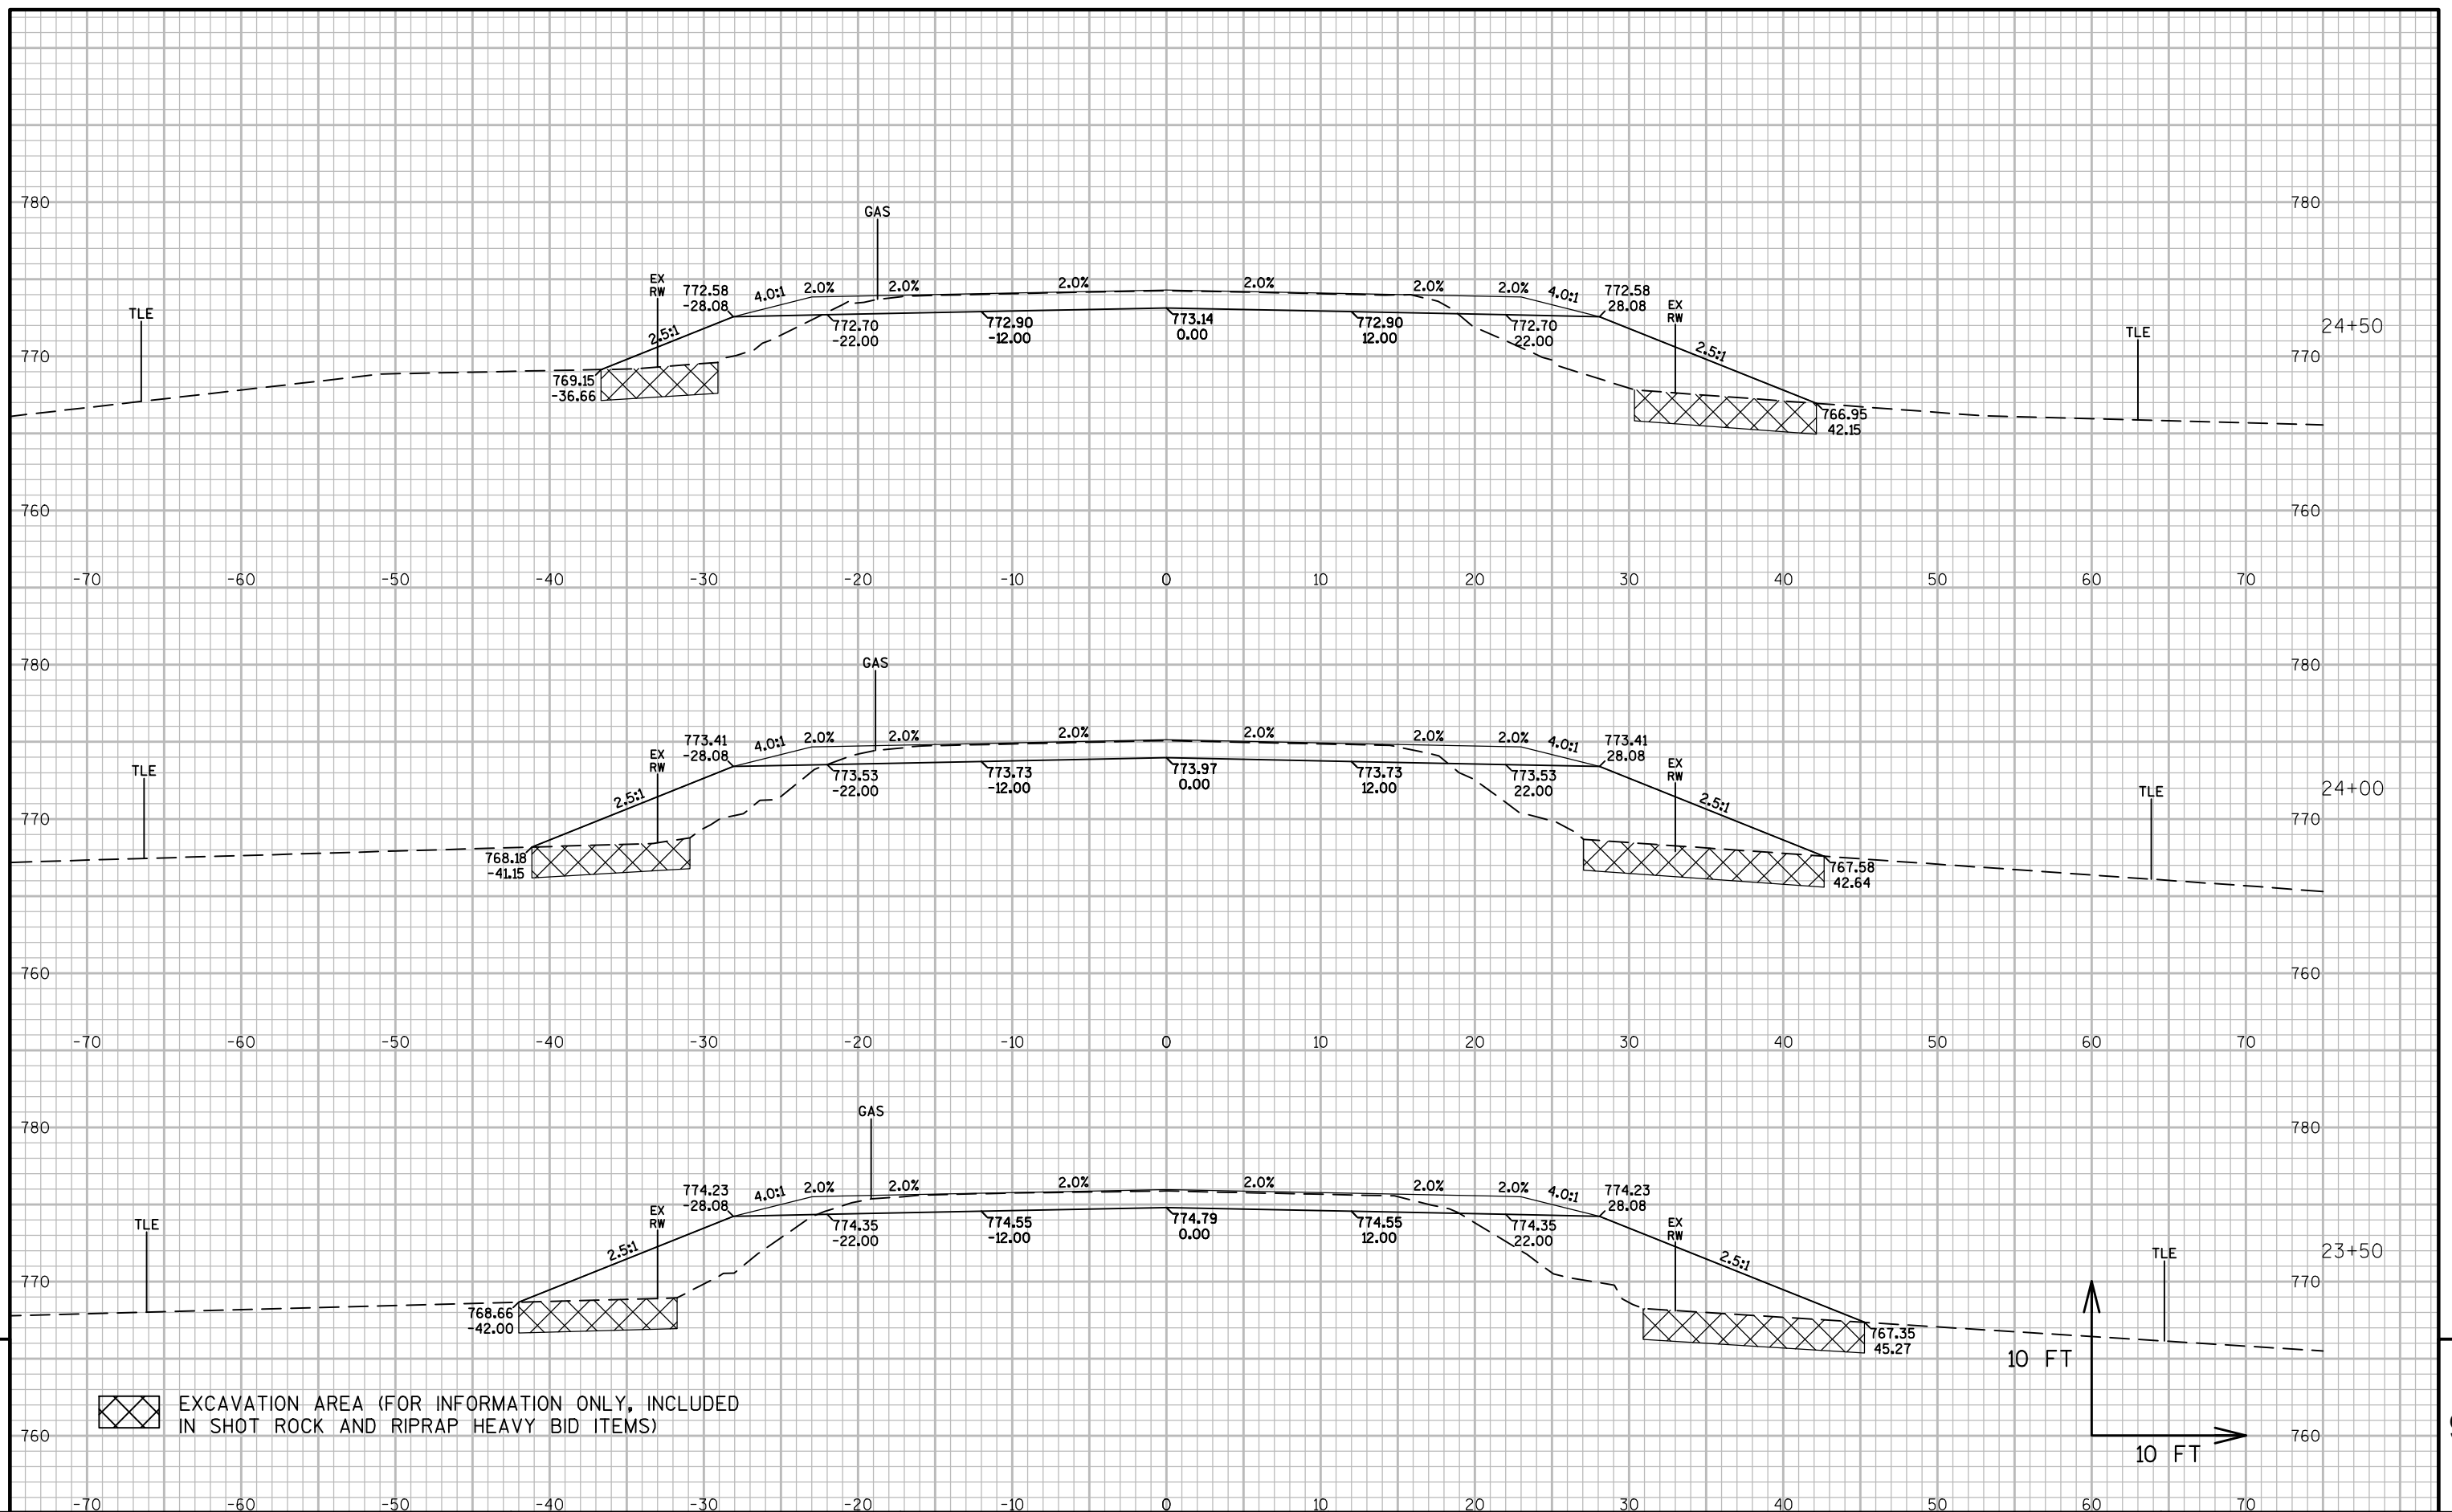 780 780
GAS
EX
RW
772.58
-28.08
4.0:1 2.0% 2.0% 2.0% 2.0% 2.0% 2.0% 4.0:1
772.58
28.08
EX
RW
TLE
2.5:1
772.70
-22.00
772.90
-12.00
773.14
0.00
772.90
12.00
772.70
22.00
2.5:1
TLE
24+50
770 770
769.15
-36.66
766.95
42.15
760 760
-70 -60 -50 -40 -30 -20 -10 0 10 20 30 40 50 60 70
780 780
GAS
773.41
-28.08
4.0:1 2.0% 2.0% 2.0% 2.0% 2.0% 2.0% 4.0:1
773.41
28.08
EX
RW
EX
RW
TLE
2.5:1
773.53
-22.00
773.73
-12.00
773.97
0.00
773.73
12.00
773.53
22.00
2.5:1
TLE
24+00
770 770
768.18
-41.15
767.58
42.64
760 760
-70 -60 -50 -40 -30 -20 -10 0 10 20 30 40 50 60 70
780 780
GAS
774.23
-28.08
4.0:1 2.0% 2.0% 2.0% 2.0% 2.0% 2.0% 4.0:1
774.23
28.08
EX
RW
EX
RW
TLE
2.5:1
774.35
-22.00
774.55
-12.00
774.79
0.00
774.55
12.00
774.35
22.00
2.5:1
TLE
23+50
770 770
768.66
-42.00
767.35
45.27
10 FT
EXCAVATION AREA (FOR INFORMATION ONLY, INCLUDED
IN SHOT ROCK AND RIPRAP HEAVY BID ITEMS)
760 760
10 FT
-70 -60 -50 -40 -30 -20 -10 0 10 20 30 40 50 60 70